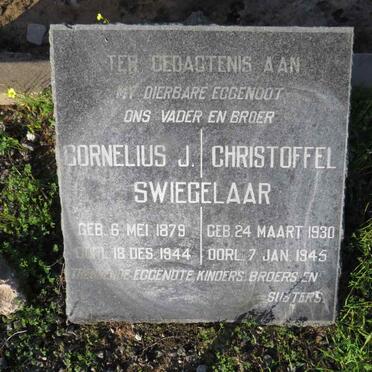 TER GEDAGTENIS AAN
MY DIERBARE EGGENOOT
ONS VADER EN BROER
CORNELIUS J. CHRISTOFFEL
SWIEGELAAR
GEB. 6 MEI 1879 GEB. 24 MAART 1930
OORL. 18 DES. 1944 OORL. 7 JAN. 1945
TREURENDE EGGENOTE, KINDERS, BROERS EN
SUSTERS.